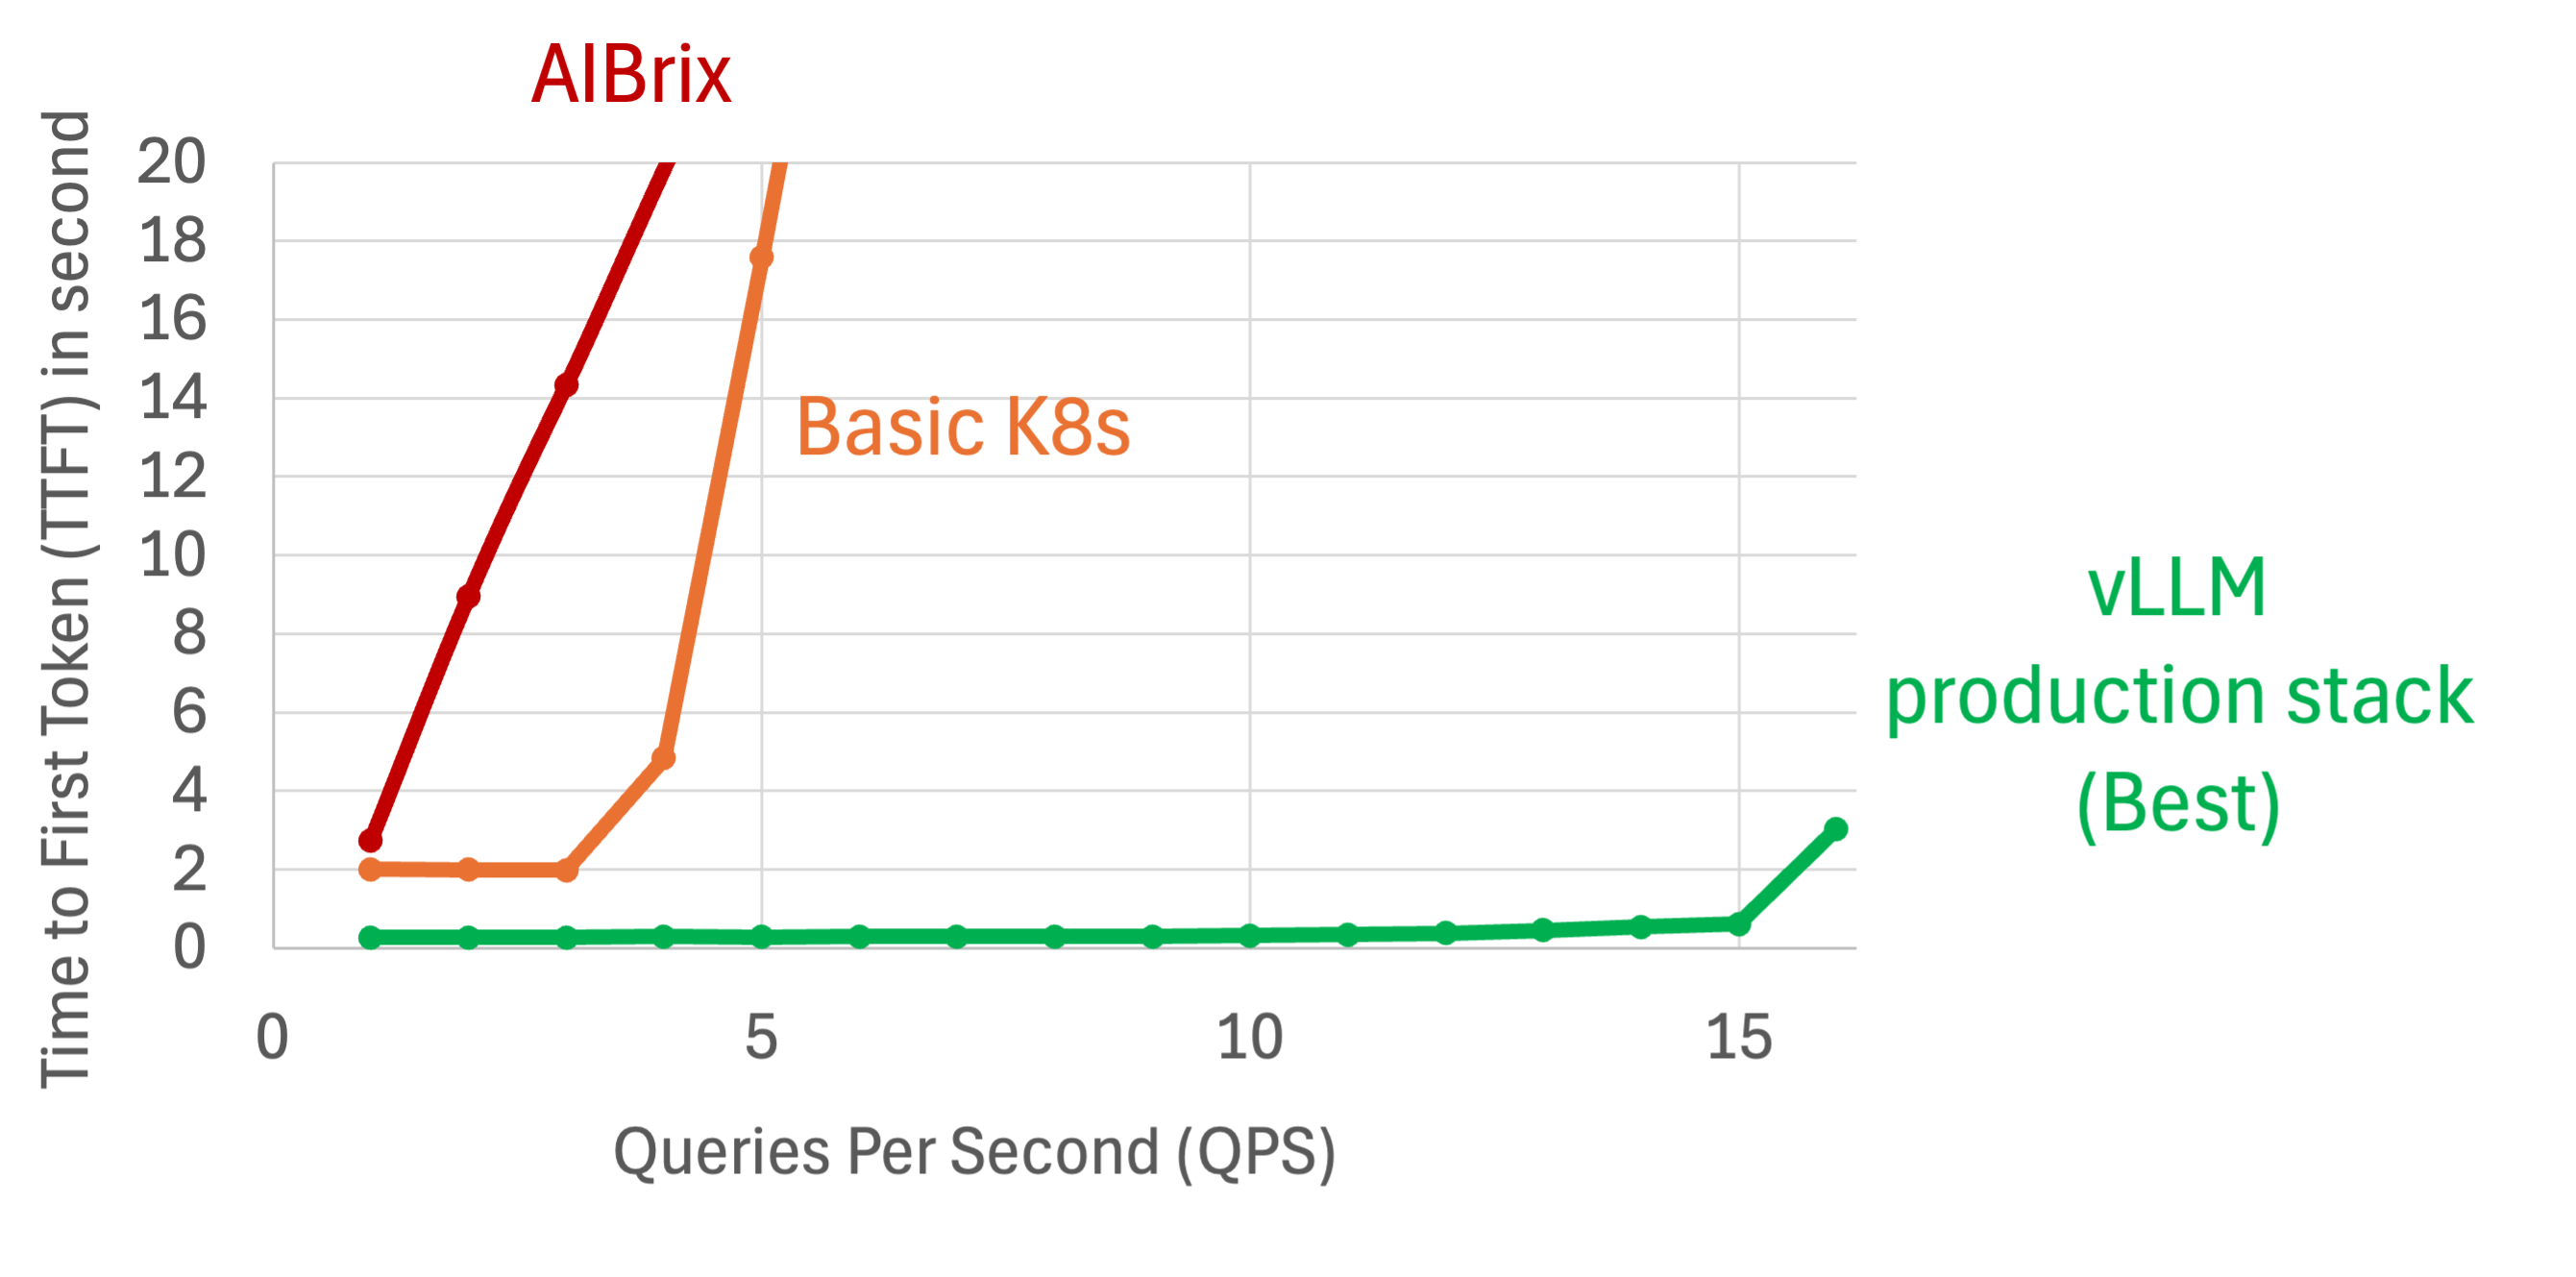 AIBrix
Time to First Token (TTFT) in second
20
18
16
14
12
10
8
6
4
2
0
Basic K8s
vLLM
production stack
(Best)
0
5
10
15
Queries Per Second (QPS)